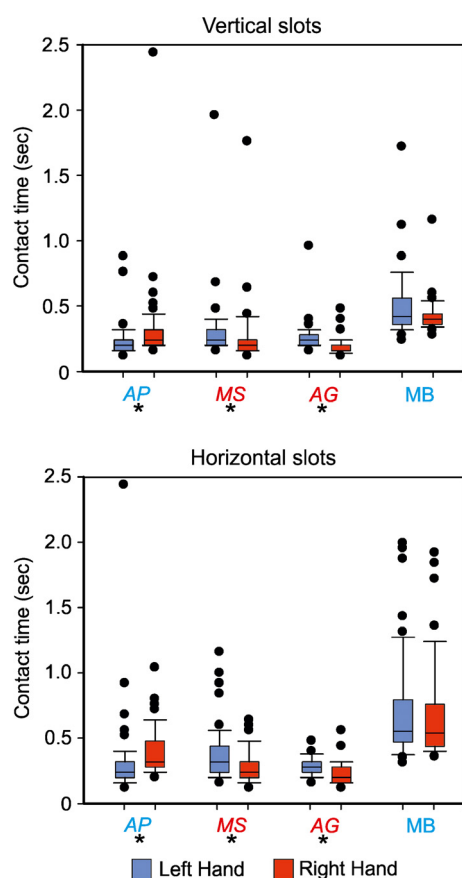 Vertical slots
2.5
2.0
1.5
1.0
0.5
0
Contact time (sec)
AP MS AG MB
* * *
Horizontal slots
2.5
2.0
1.5
1.0
0.5
0
Contact time (sec)
AP MS AG MB
* * *
Left Hand Right Hand